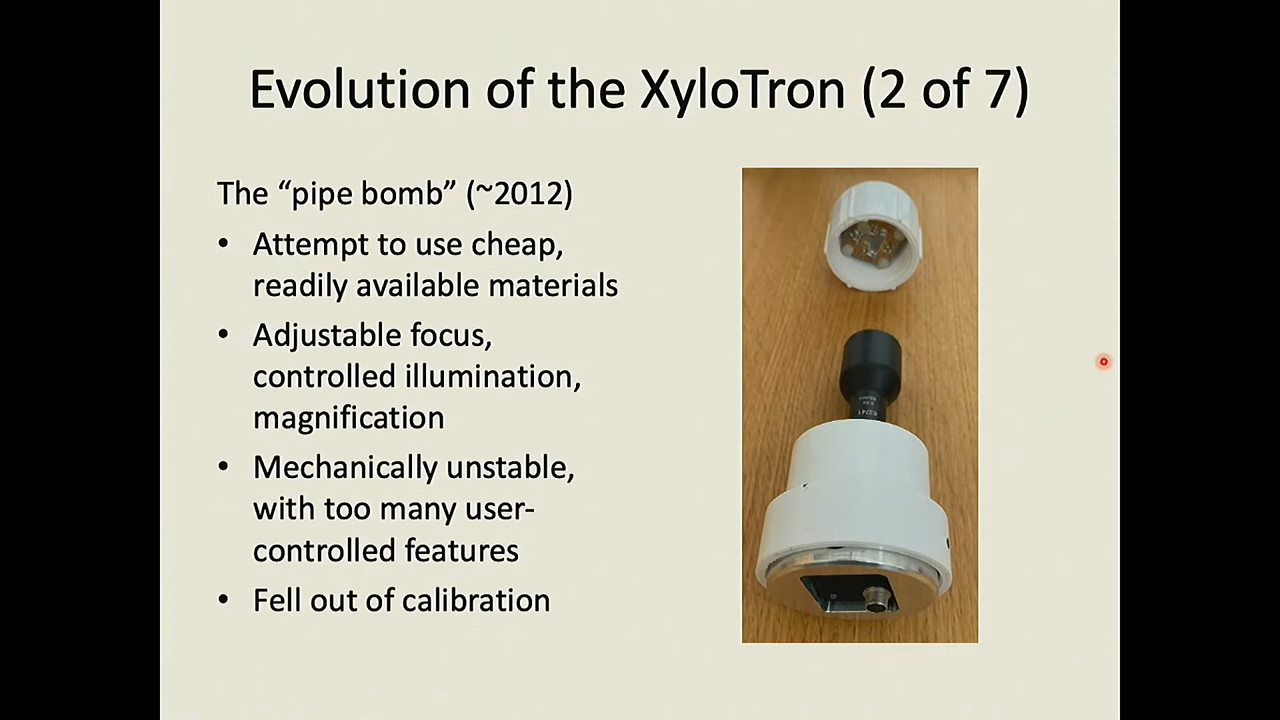 Evolution of the XyloTron (2 of 7)
The “pipe bomb” (~2012)
• Attempt to use cheap,
readily available materials
• Adjustable focus,
controlled illumination,
magnification
• Mechanically unstable,
with too many user-
controlled features
• Fell out of calibration